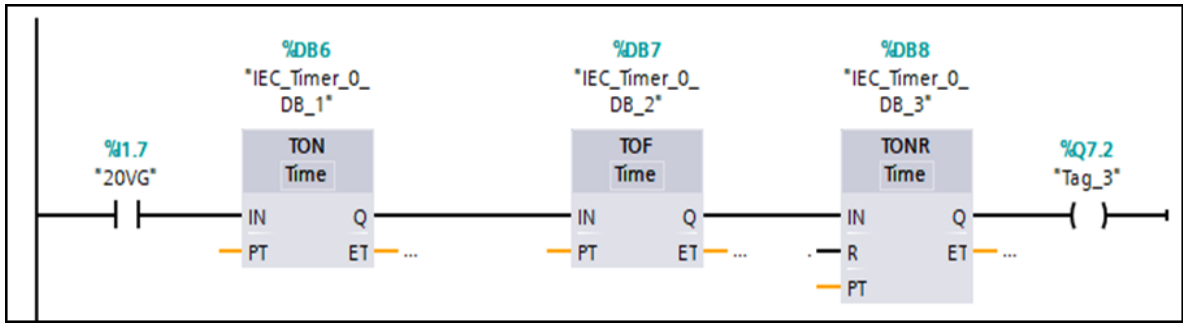 %DB6
"IEC_Timer_0_
DB_1"
%DB7
"IEC_Timer_0_
DB_2"
%DB8
"IEC_Timer_0_
DB_3"
%I1.7
"20VG"
TON
Time
TOF
Time
TONR
Time
%Q7.2
"Tag_3"
IN Q
PT ET ...
IN Q
PT ET ...
IN Q
. R ET ...
PT